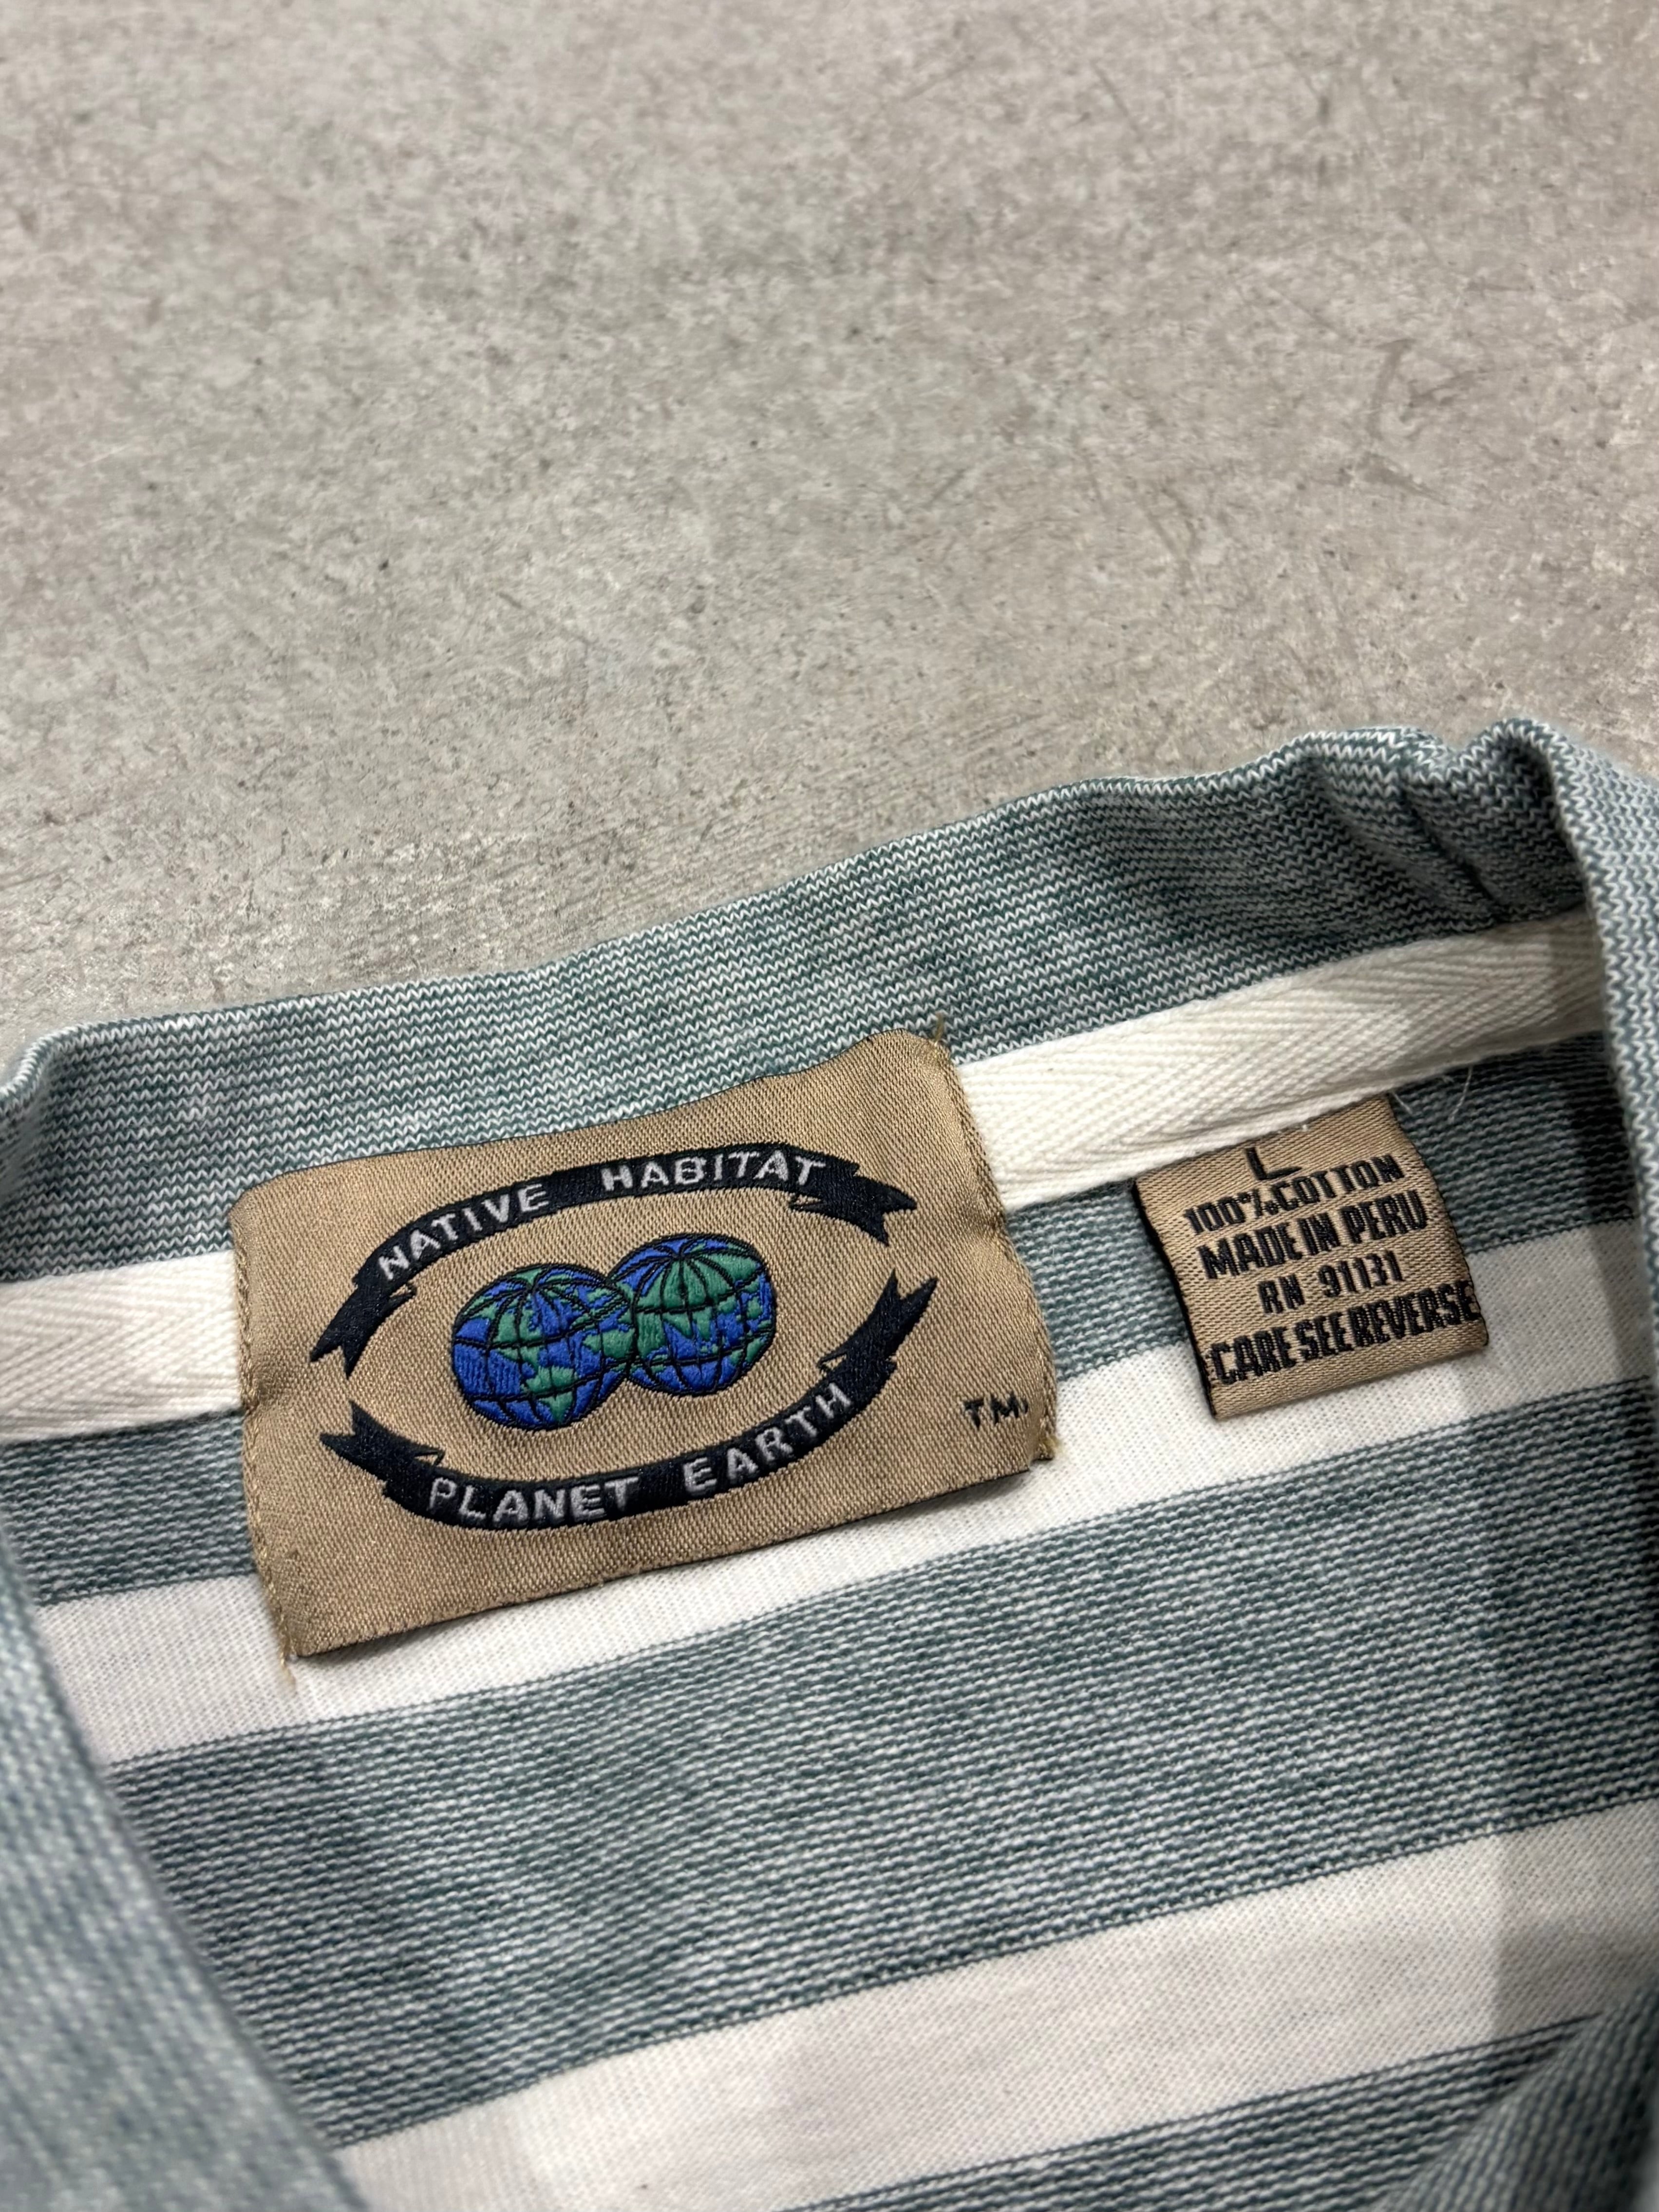 NATIVE HABITAT
PLANET EARTH
TM
L
100% COTTON
MADE IN PERU
RN 91131
CARE SEE REVERSE